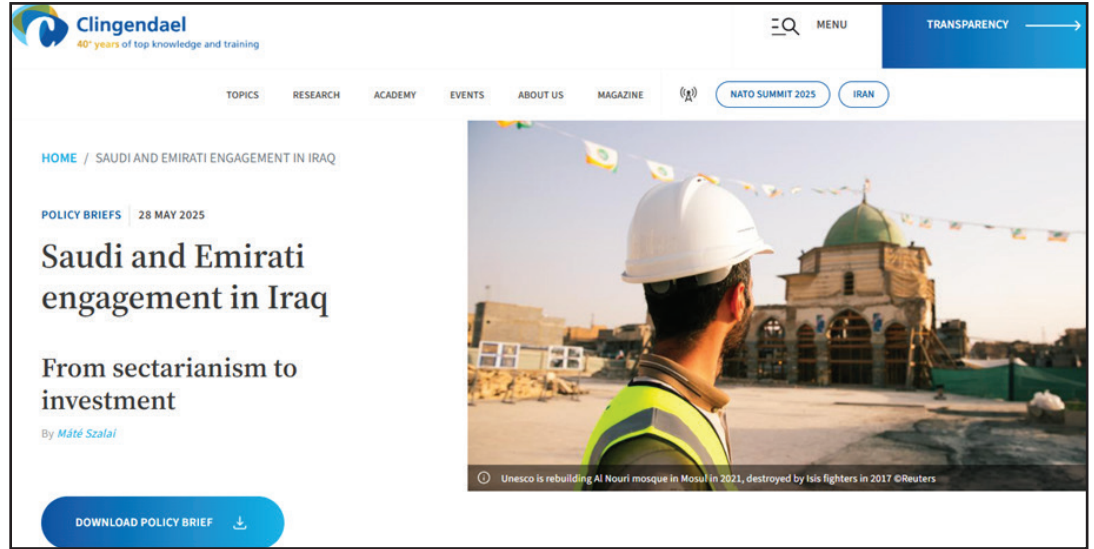 Clingendael
40+ years of top knowledge and training
MENU
TRANSPARENCY
TOPICS RESEARCH ACADEMY EVENTS ABOUT US MAGAZINE NATO SUMMIT 2025 IRAN
HOME / SAUDI AND EMIRATI ENGAGEMENT IN IRAQ
POLICY BRIEFS 28 MAY 2025
Saudi and Emirati
engagement in Iraq
From sectarianism to
investment
By Máté Szalai
Unesco is rebuilding Al Nouri mosque in Mosul in 2021, destroyed by Isis fighters in 2017 ©Reuters
DOWNLOAD POLICY BRIEF